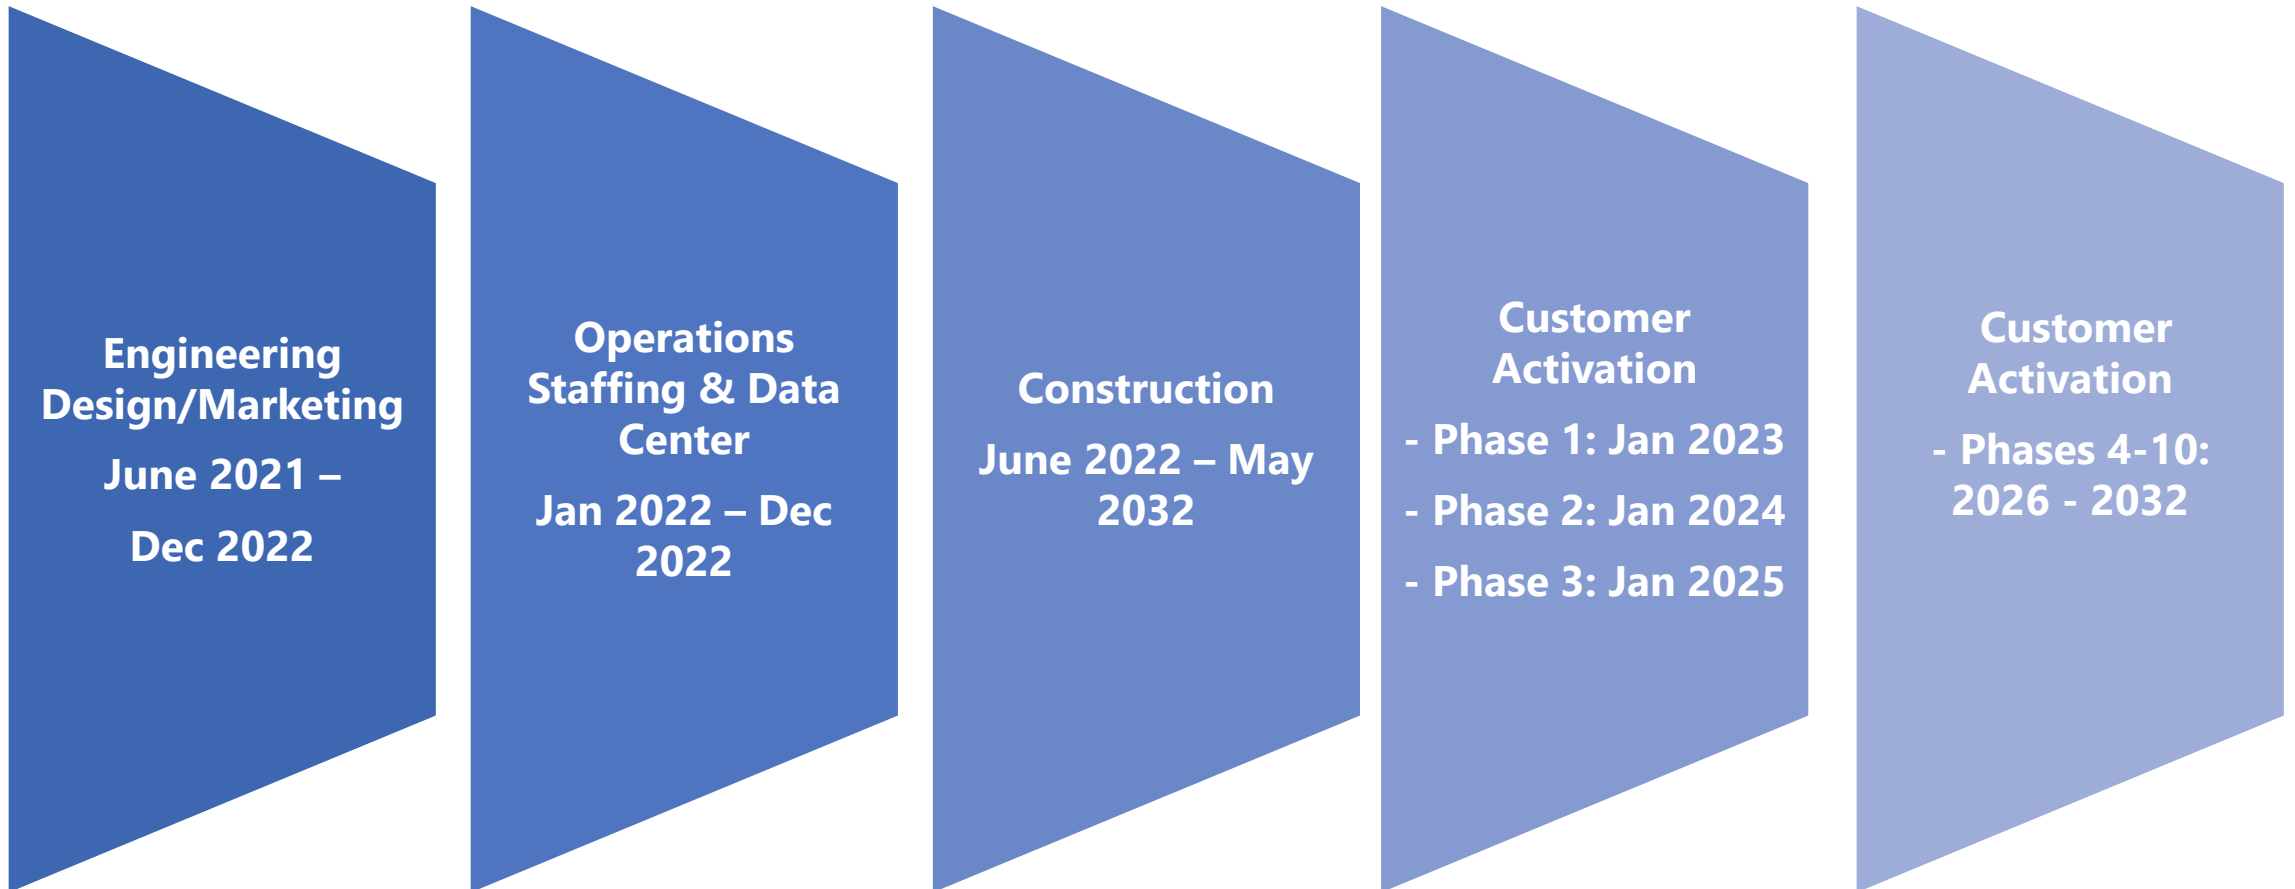 Engineering
Design/Marketing
June 2021 –
Dec 2022
Operations
Staffing & Data
Center
Jan 2022 – Dec
2022
Construction
June 2022 – May
2032
Customer
Activation
- Phase 1: Jan 2023
- Phase 2: Jan 2024
- Phase 3: Jan 2025
Customer
Activation
- Phases 4-10:
2026 - 2032